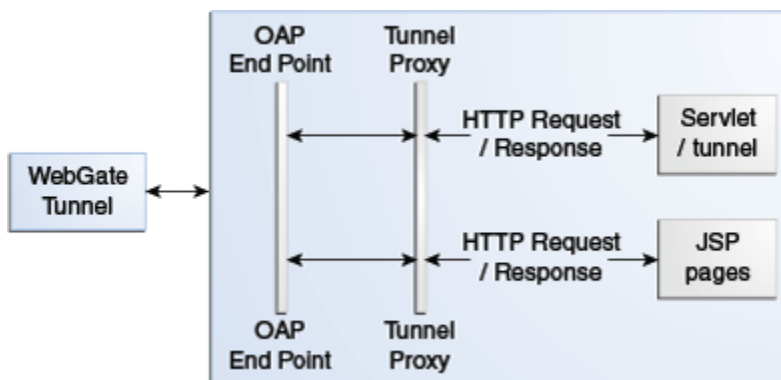 OAP
End Point
Tunnel
Proxy
HTTP Request
/ Response
Servlet
/ tunnel
WebGate
Tunnel
HTTP Request
/ Response
JSP
pages
OAP
End Point
Tunnel
Proxy